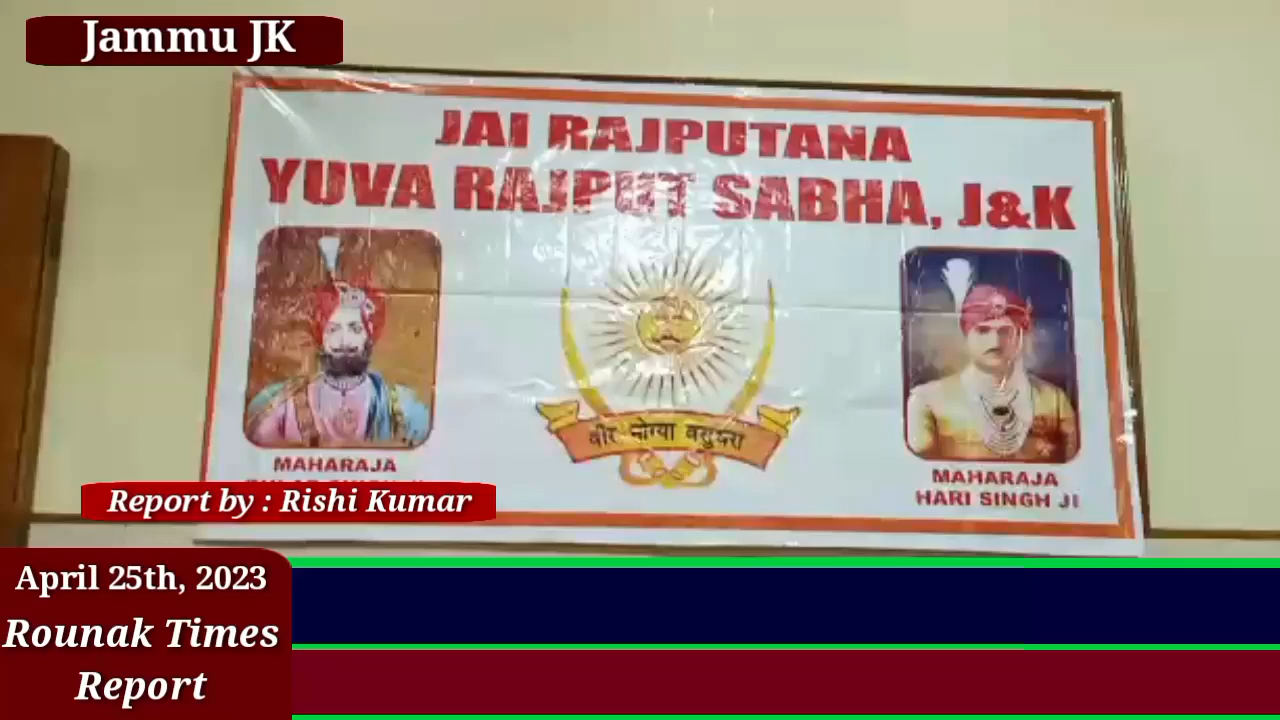 Jammu JK
JAI RAJPUTANA
YUVA RAJPUT SABHA, J&K
वीर भोग्या वसुंधरा
MAHARAJA
MAHARAJA
HARI SINGH JI
Report by : Rishi Kumar
April 25th, 2023
Rounak Times
Report